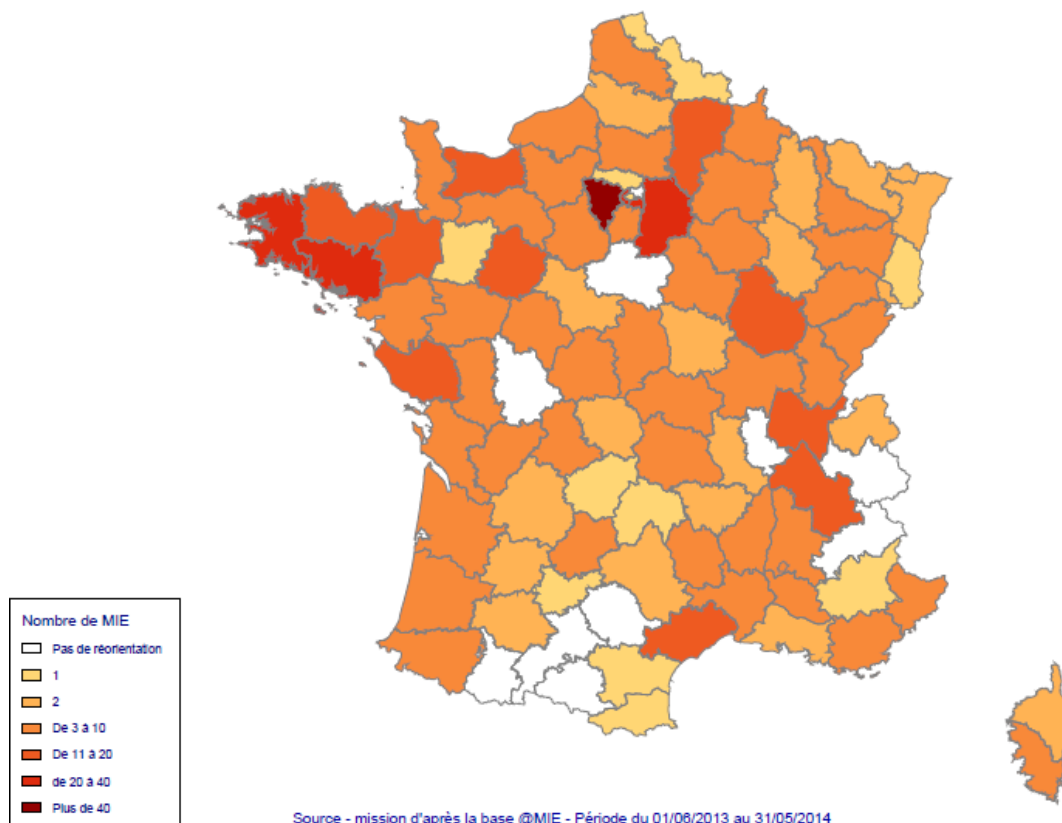 Nombre de MIE
Pas de réorientation
1
2
De 3 à 10
De 11 à 20
de 20 à 40
Plus de 40
Source - mission d'après la base @MIE - Période du 01/06/2013 au 31/05/2014